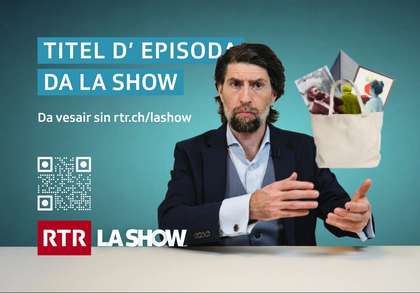 TITEL D' EPISODA
DA LA SHOW
Da vesair sin rtr.ch/lashow
RTR LA SHOW